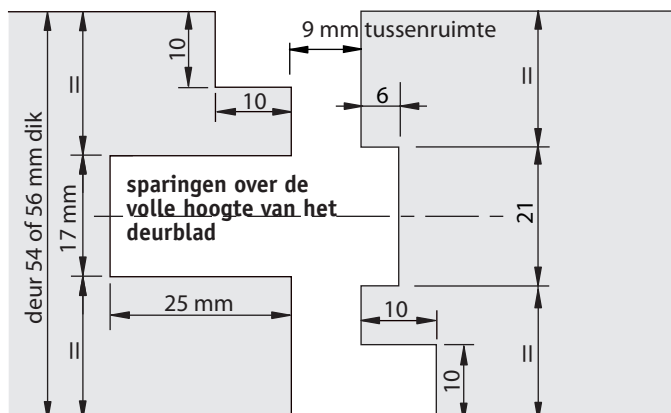 9 mm tussenruimte
10
10
6
=
=
deur 54 of 56 mm dik
17 mm
sparingen over de
volle hoogte van het
deurblad
21
25 mm
10
=
=
10